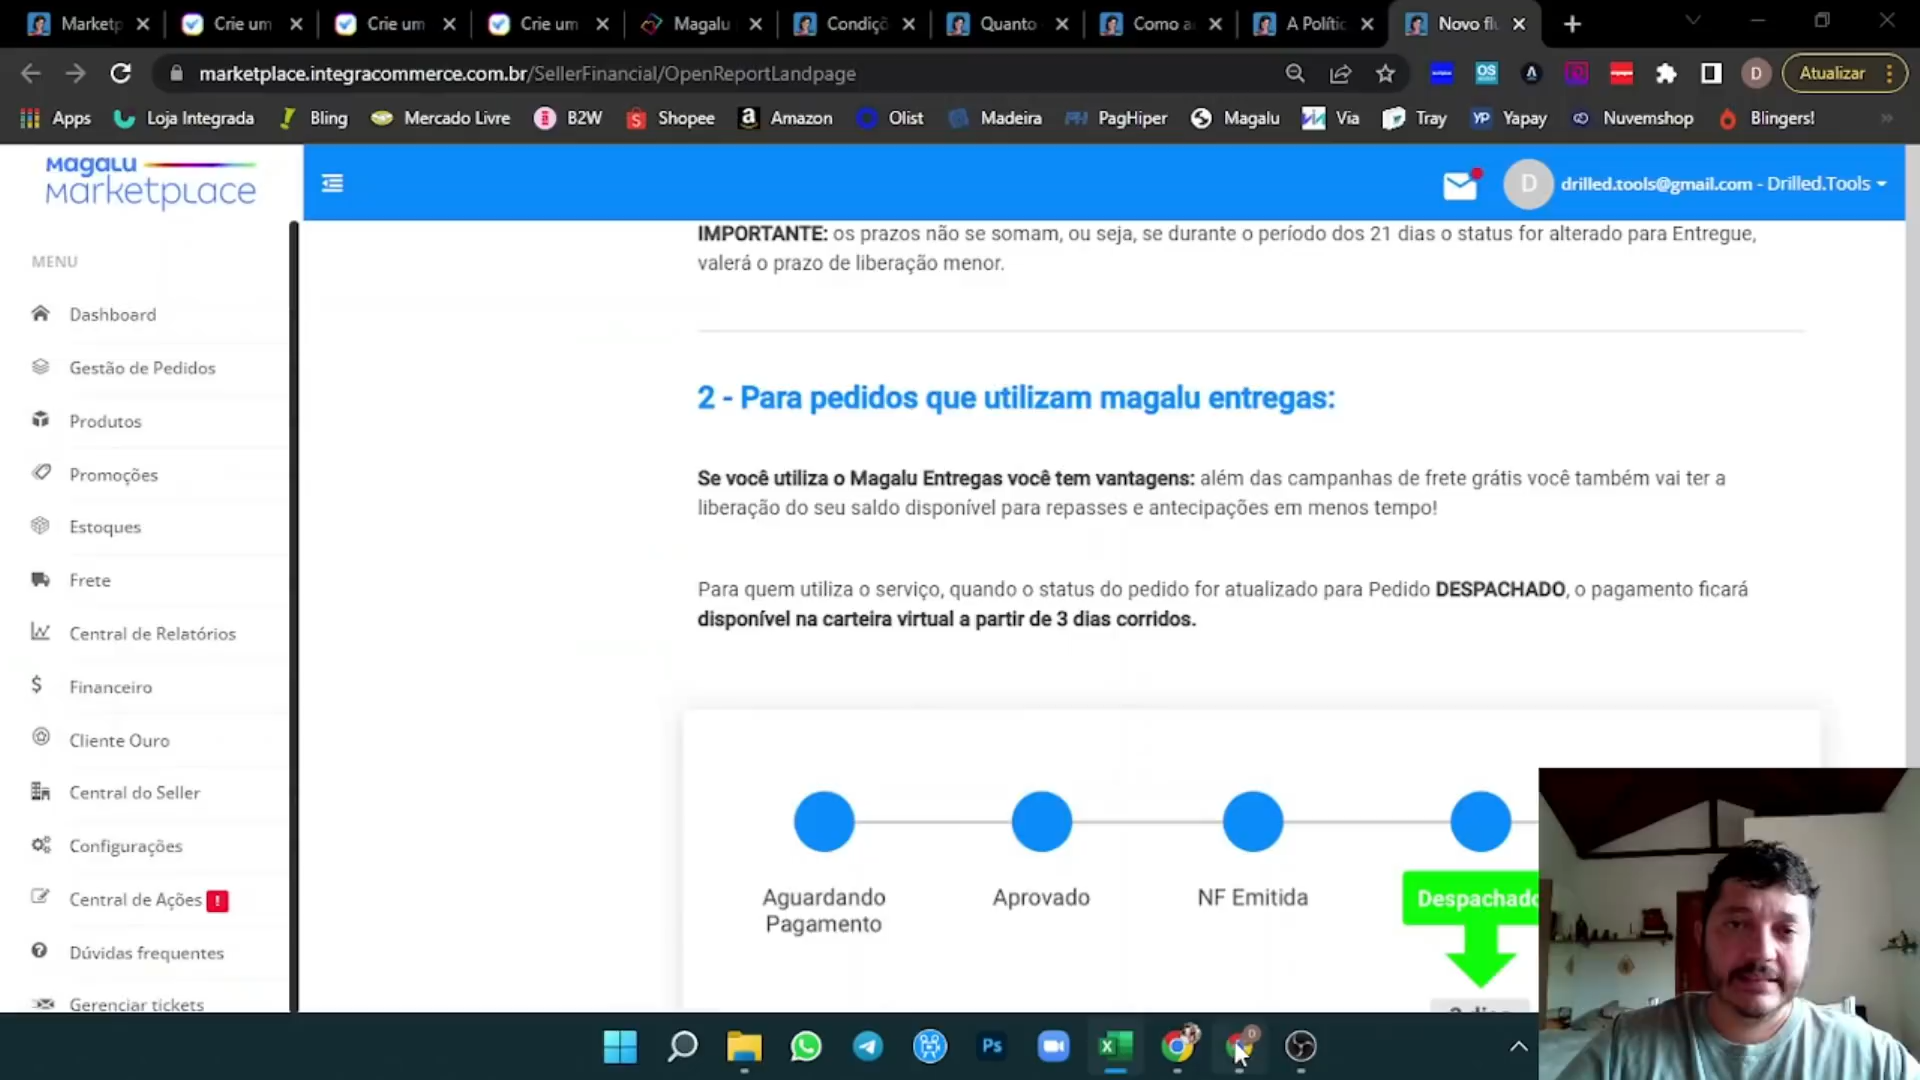 Marketp
Crie um
Crie um
Crie um
Magalu
Condiçõ
Quanto
Como a
A Polític
Novo flu
marketplace.integracommerce.com.br/SellerFinancial/OpenReportLandpage
OS
D
Atualizar
Apps
Loja Integrada
Bling
Mercado Livre
B2W
Shopee
Amazon
Olist
Madeira
PagHiper
Magalu
Via
Tray
YP Yapay
Nuvemshop
Blingers!
MagaLu
Marketplace
D
drilled.tools@gmail.com - Drilled.Tools
MENU
Dashboard
Gestão de Pedidos
Produtos
Promoções
Estoques
Frete
Central de Relatórios
Financeiro
Cliente Ouro
Central do Seller
Configurações
Central de Ações !
Dúvidas frequentes
Gerenciar tickets
IMPORTANTE: os prazos não se somam, ou seja, se durante o período dos 21 dias o status for alterado para Entregue,
valerá o prazo de liberação menor.
2 - Para pedidos que utilizam magalu entregas:
Se você utiliza o Magalu Entregas você tem vantagens: além das campanhas de frete grátis você também vai ter a
liberação do seu saldo disponível para repasses e antecipações em menos tempo!
Para quem utiliza o serviço, quando o status do pedido for atualizado para Pedido DESPACHADO, o pagamento ficará
disponível na carteira virtual a partir de 3 dias corridos.
Aguardando
Pagamento
Aprovado
NF Emitida
Despachado
Ps